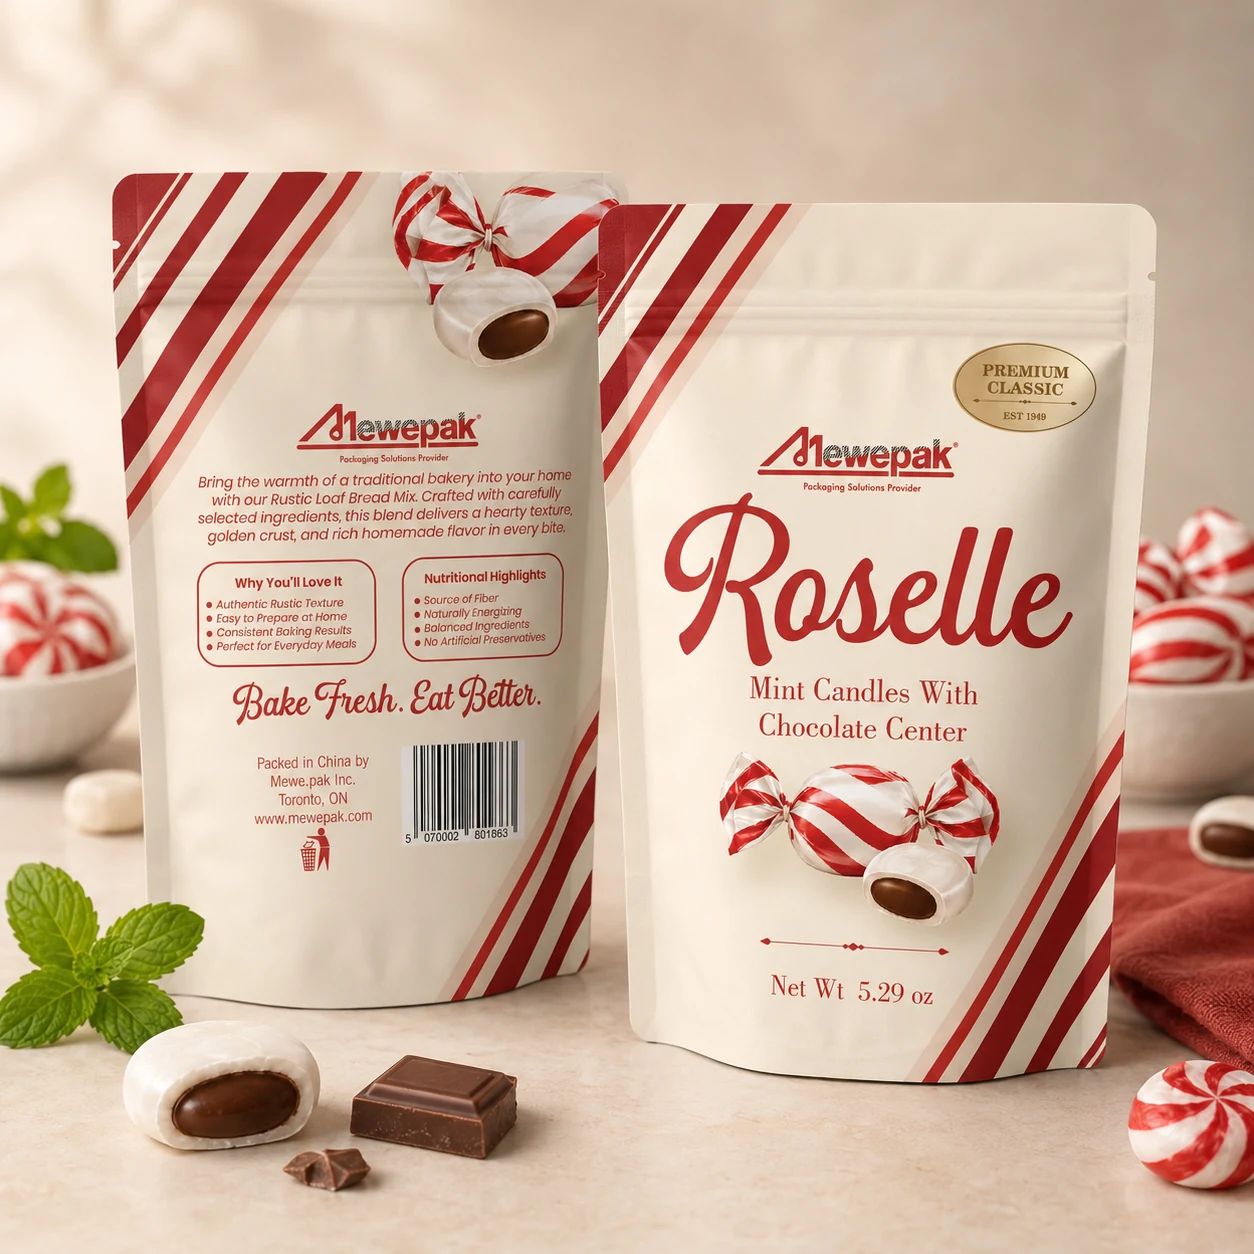 Mewepak®
Packaging Solutions Provider
Bring the warmth of a traditional bakery into your home
with our Rustic Loaf Bread Mix. Crafted with carefully
selected ingredients, this blend delivers a hearty texture,
golden crust, and rich homemade flavor in every bite.
Why You'll Love It
• Authentic Rustic Texture
• Easy to Prepare at Home
• Consistent Baking Results
• Perfect for Everyday Meals
Nutritional Highlights
• Source of Fiber
• Naturally Energizing
• Balanced Ingredients
• No Artificial Preservatives
Bake Fresh. Eat Better.
Packed in China by
Mewe.pak Inc.
Toronto, ON
www.mewepak.com
5 070002 801863
PREMIUM
CLASSIC
EST 1949
Mewepak®
Packaging Solutions Provider
Roselle
Mint Candles With
Chocolate Center
Net Wt 5.29 oz